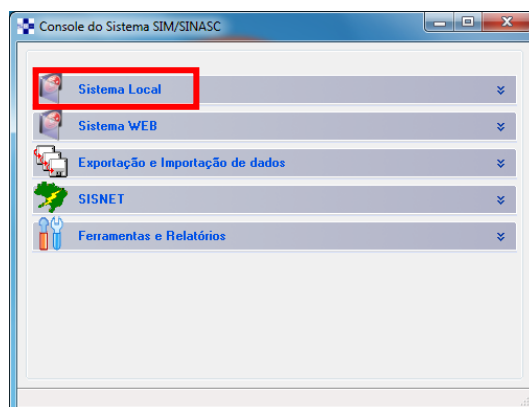 Console do Sistema SIM/SINASC
Sistema Local
Sistema WEB
Exportação e Importação de dados
SISNET
Ferramentas e Relatórios